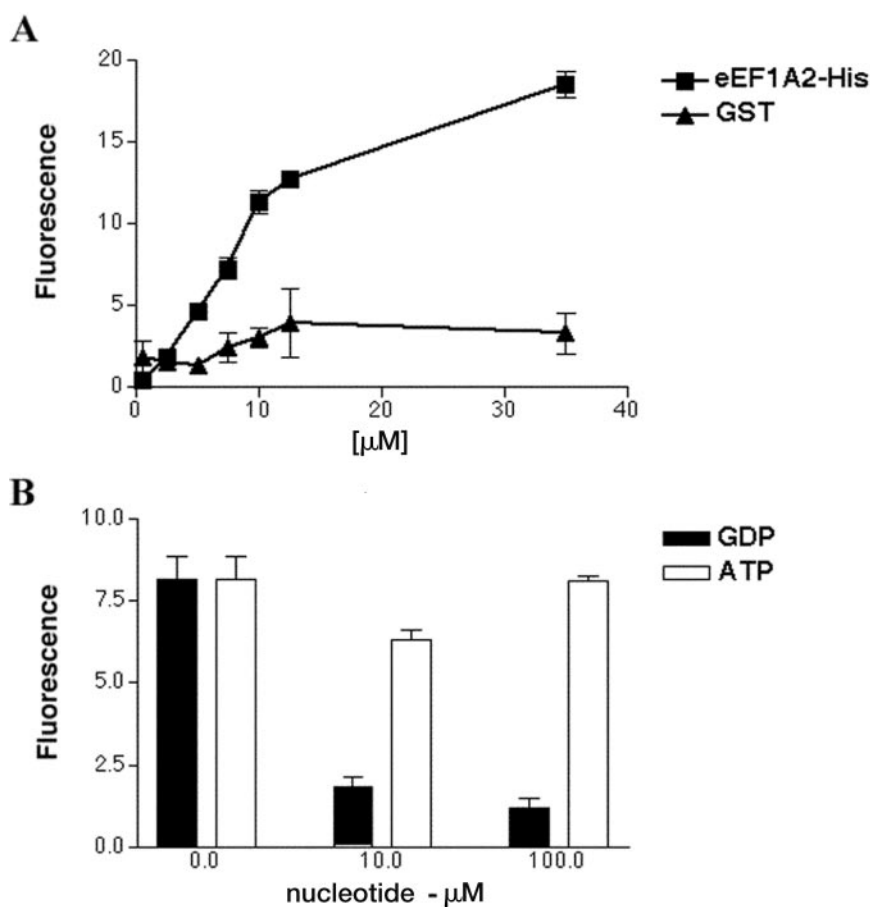 A
20
15
10
5
0
Fluorescence
0 10 20 30 40
[μM]
eEF1A2-His
GST
B
10.0
7.5
5.0
2.5
0.0
Fluorescence
0.0 10.0 100.0
nucleotide - μM
GDP
ATP